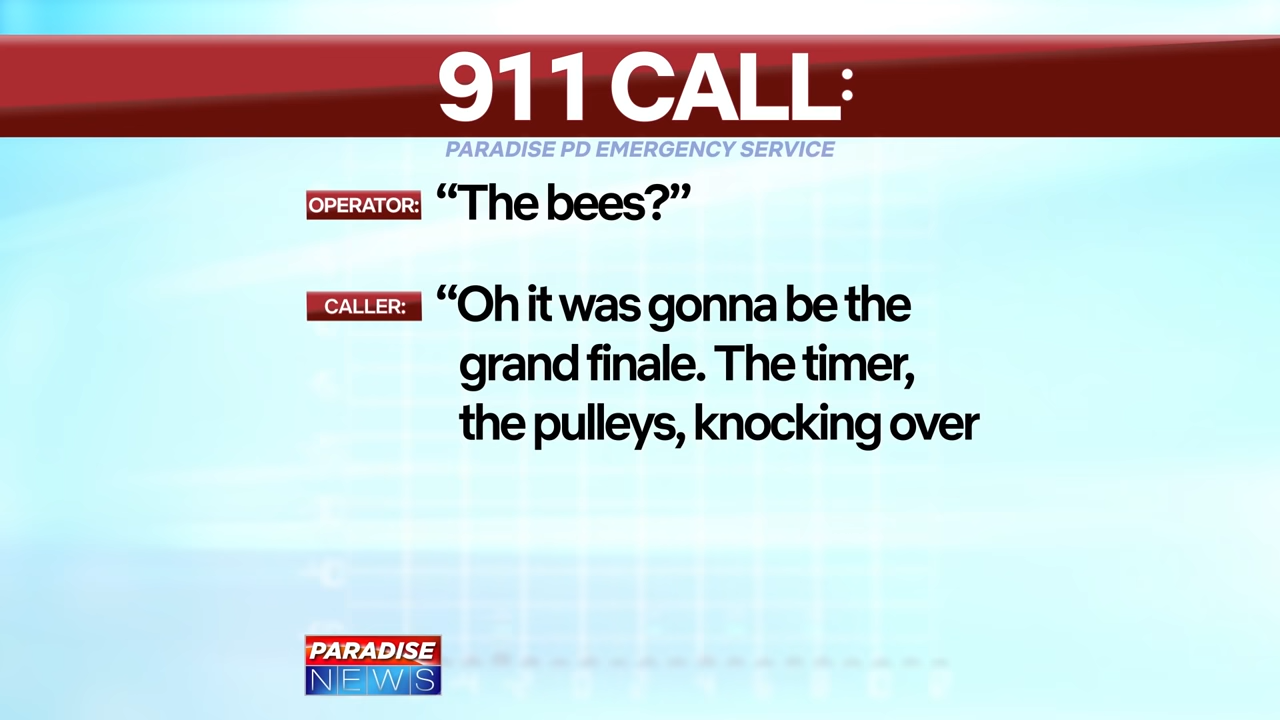 911 CALL:
PARADISE PD EMERGENCY SERVICE
OPERATOR: “The bees?”
CALLER: “Oh it was gonna be the
grand finale. The timer,
the pulleys, knocking over
PARADISE
NEWS